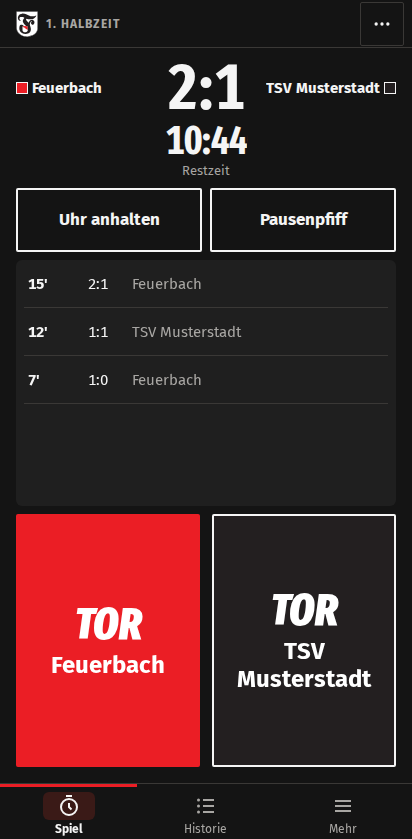 1. HALBZEIT
Feuerbach
2:1
TSV Musterstadt
10:44
Restzeit
Uhr anhalten
Pausenpfiff
15' 2:1 Feuerbach
12' 1:1 TSV Musterstadt
7' 1:0 Feuerbach
TOR
Feuerbach
TOR
TSV
Musterstadt
Spiel
Historie
Mehr